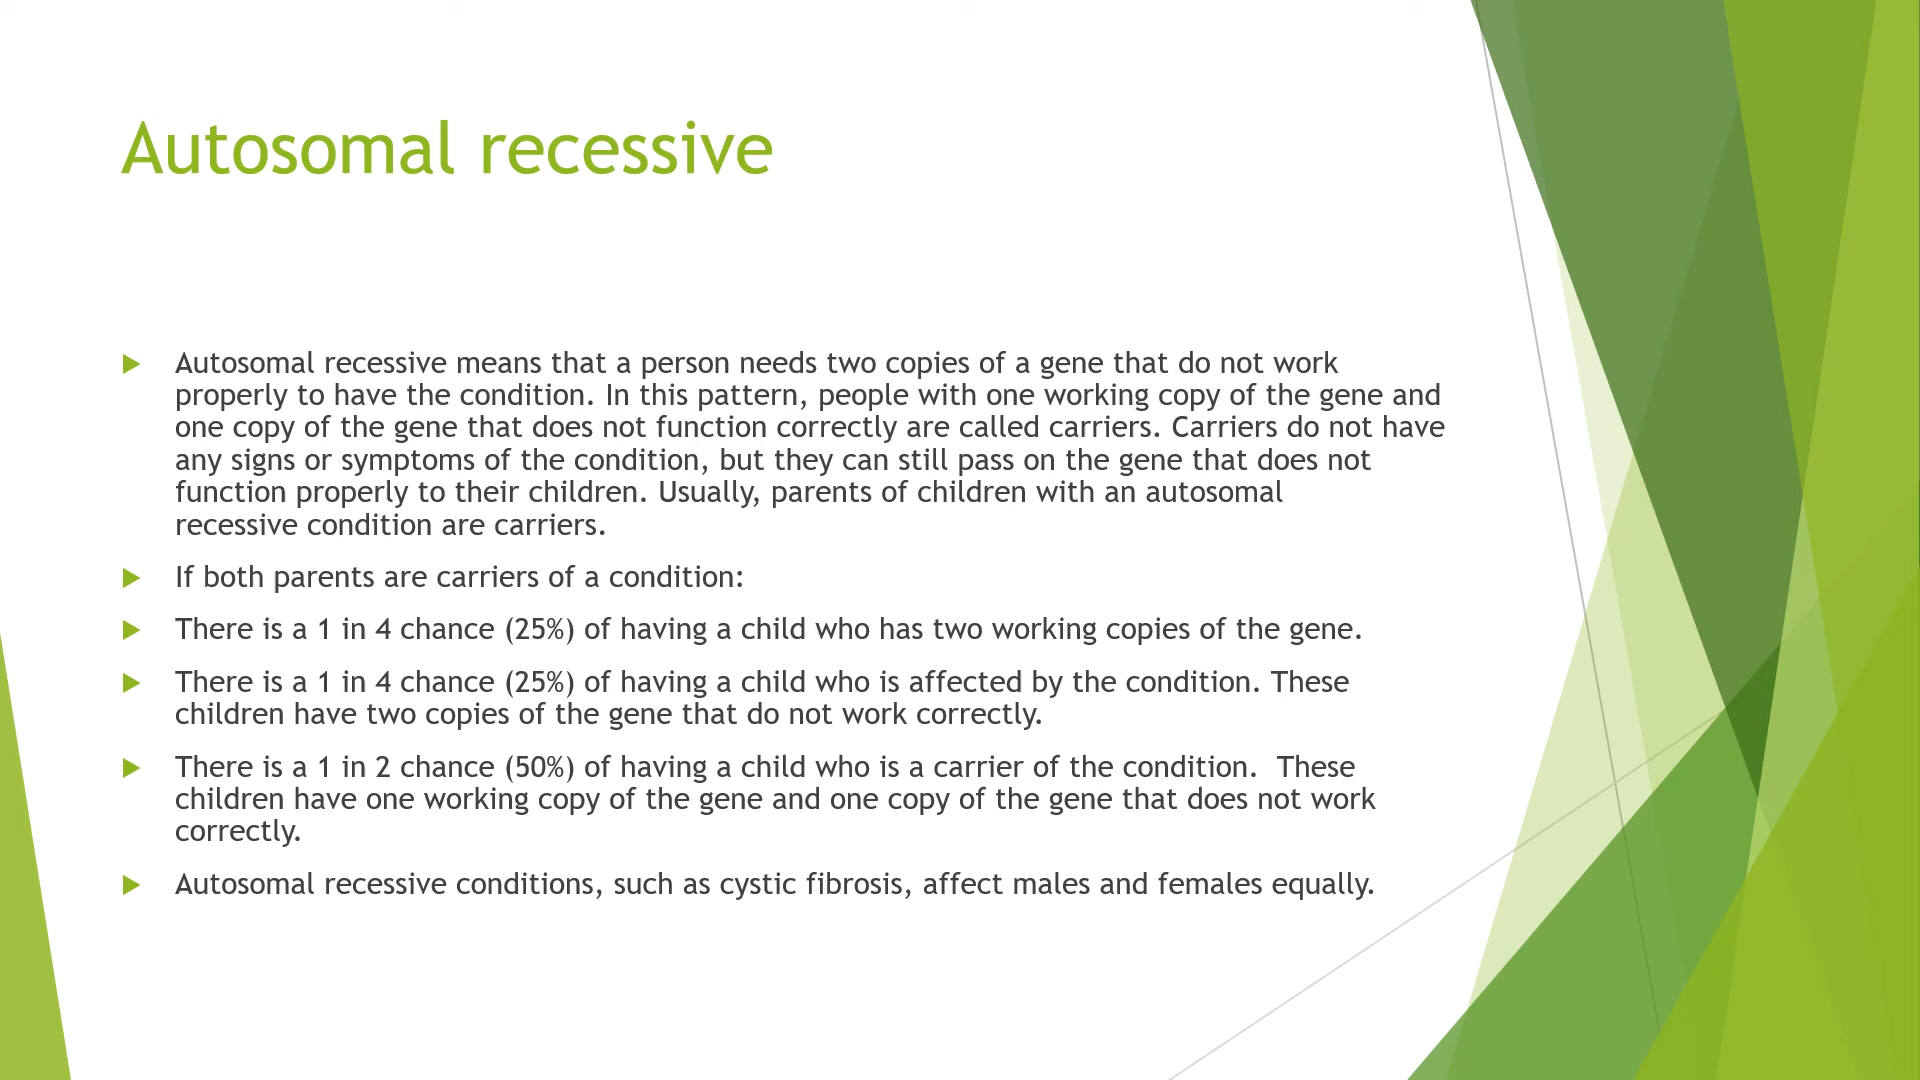 Autosomal recessive
Autosomal recessive means that a person needs two copies of a gene that do not work
properly to have the condition. In this pattern, people with one working copy of the gene and
one copy of the gene that does not function correctly are called carriers. Carriers do not have
any signs or symptoms of the condition, but they can still pass on the gene that does not
function properly to their children. Usually, parents of children with an autosomal
recessive condition are carriers.
If both parents are carriers of a condition:
There is a 1 in 4 chance (25%) of having a child who has two working copies of the gene.
There is a 1 in 4 chance (25%) of having a child who is affected by the condition. These
children have two copies of the gene that do not work correctly.
There is a 1 in 2 chance (50%) of having a child who is a carrier of the condition.  These
children have one working copy of the gene and one copy of the gene that does not work
correctly.
Autosomal recessive conditions, such as cystic fibrosis, affect males and females equally.